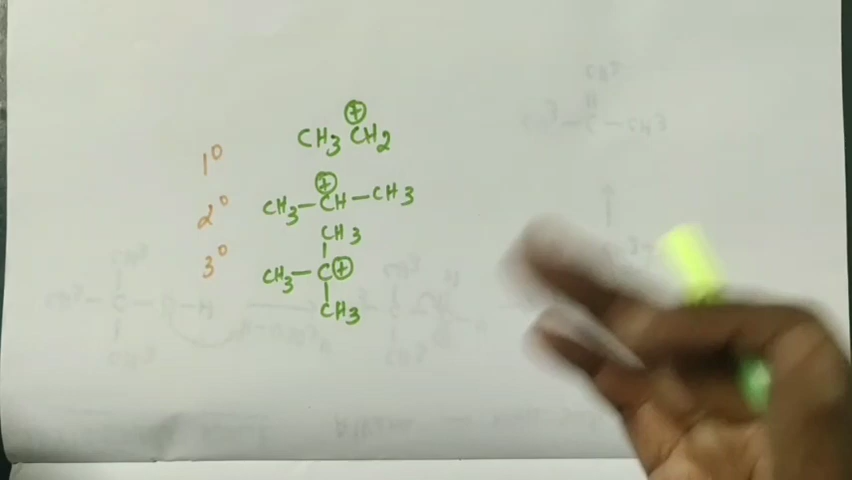 ⊕
1° CH3 CH2
⊕
2° CH3-CH-CH3
CH3
|
3° CH3-C⊕
|
CH3